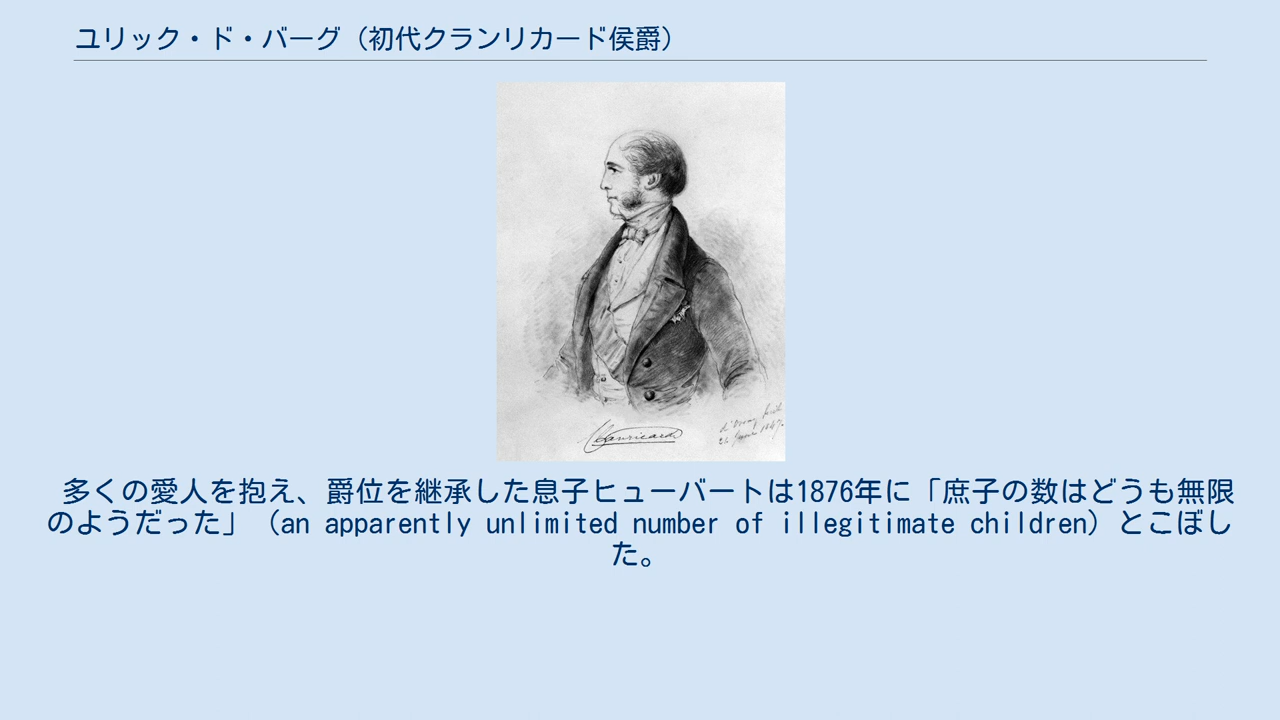 ユリック・ド・バーグ（初代クランリカード侯爵）
Clanricarde
d'Orsay fecit
1847
多くの愛人を抱え、爵位を継承した息子ヒューバートは1876年に「庶子の数はどうも無限
のようだった」（an apparently unlimited number of illegitimate children）とこぼし
た。